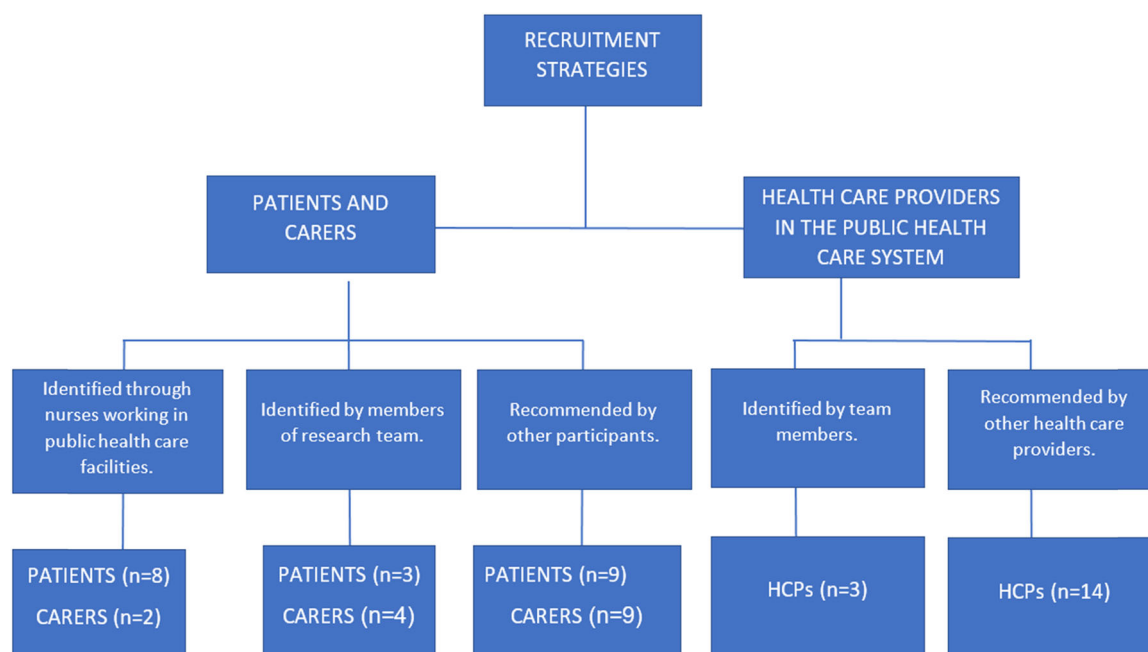 RECRUITMENT
STRATEGIES
PATIENTS AND
CARERS
HEALTH CARE PROVIDERS
IN THE PUBLIC HEALTH
CARE SYSTEM
Identified through
nurses working in
public health care
facilities.
Identified by members
of research team.
Recommended by
other participants.
Identified by team
members.
Recommended by
other health care
providers.
PATIENTS (n=8)
CARERS (n=2)
PATIENTS (n=3)
CARERS (n=4)
PATIENTS (n=9)
CARERS (n=9)
HCPs (n=3)
HCPs (n=14)